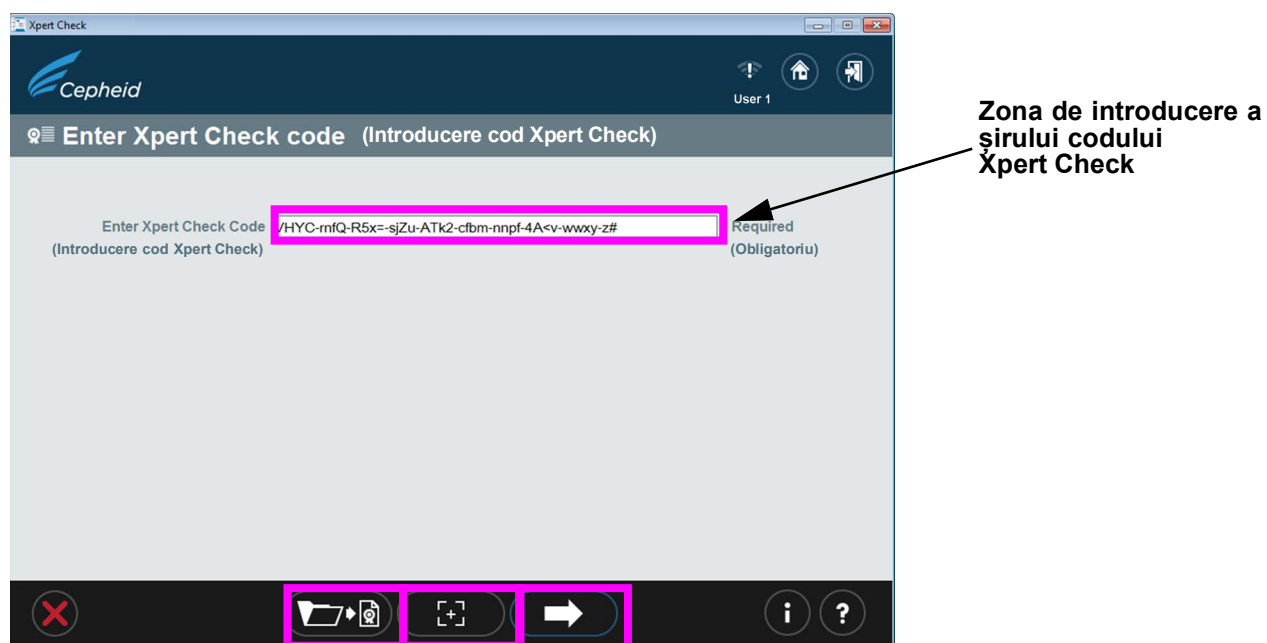 Xpert Check
Cepheid
User 1
Enter Xpert Check code (Introducere cod Xpert Check)
Zona de introducere a
șirului codului
Xpert Check
Enter Xpert Check Code
(Introducere cod Xpert Check)
/HYC-rnfQ-R5x=-sjZu-ATk2-cfbm-nnpf-4A<v-wwxy-z#
Required
(Obligatoriu)
i
?